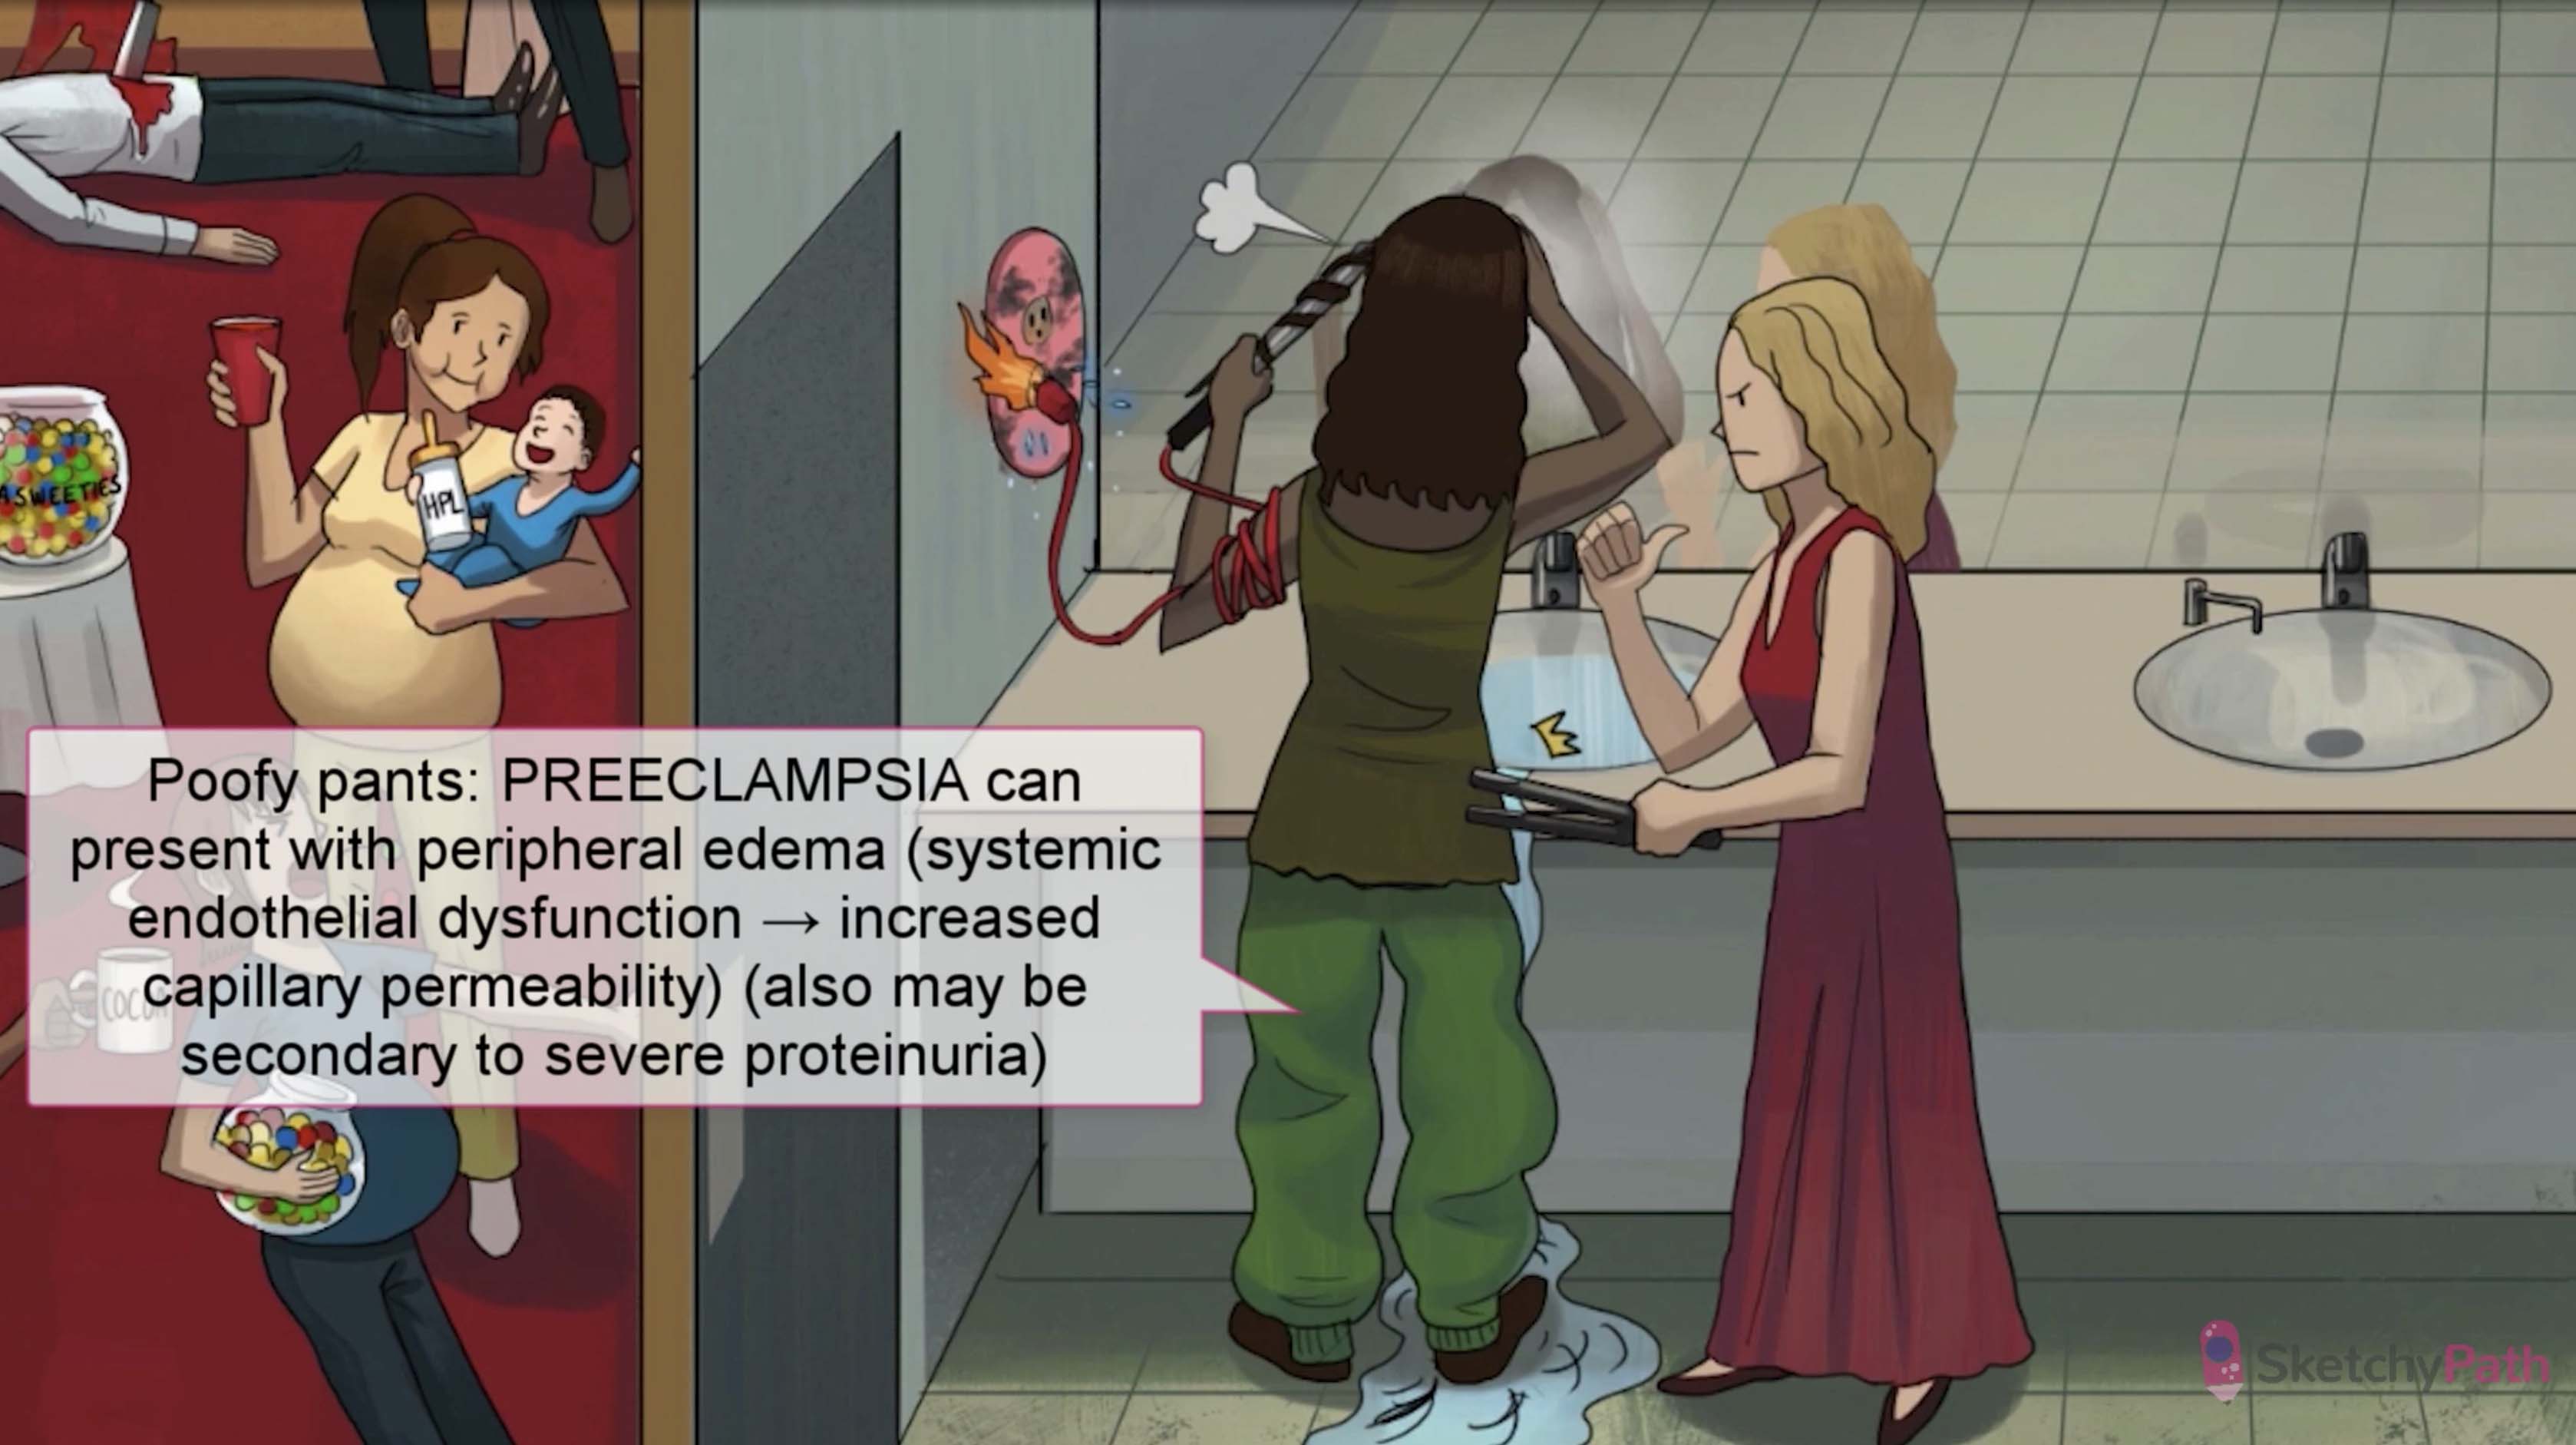 A SWEETIES
HPL
Poofy pants: PREECLAMPSIA can
present with peripheral edema (systemic
endothelial dysfunction → increased
capillary permeability) (also may be
secondary to severe proteinuria)
COCOA
SketchyPath